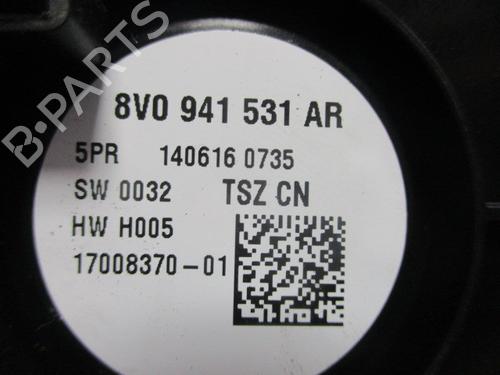 B-PARTS
8V0 941 531 AR
5PR 140616 0735
SW 0032 TSZ CN
HW H005
17008370-01